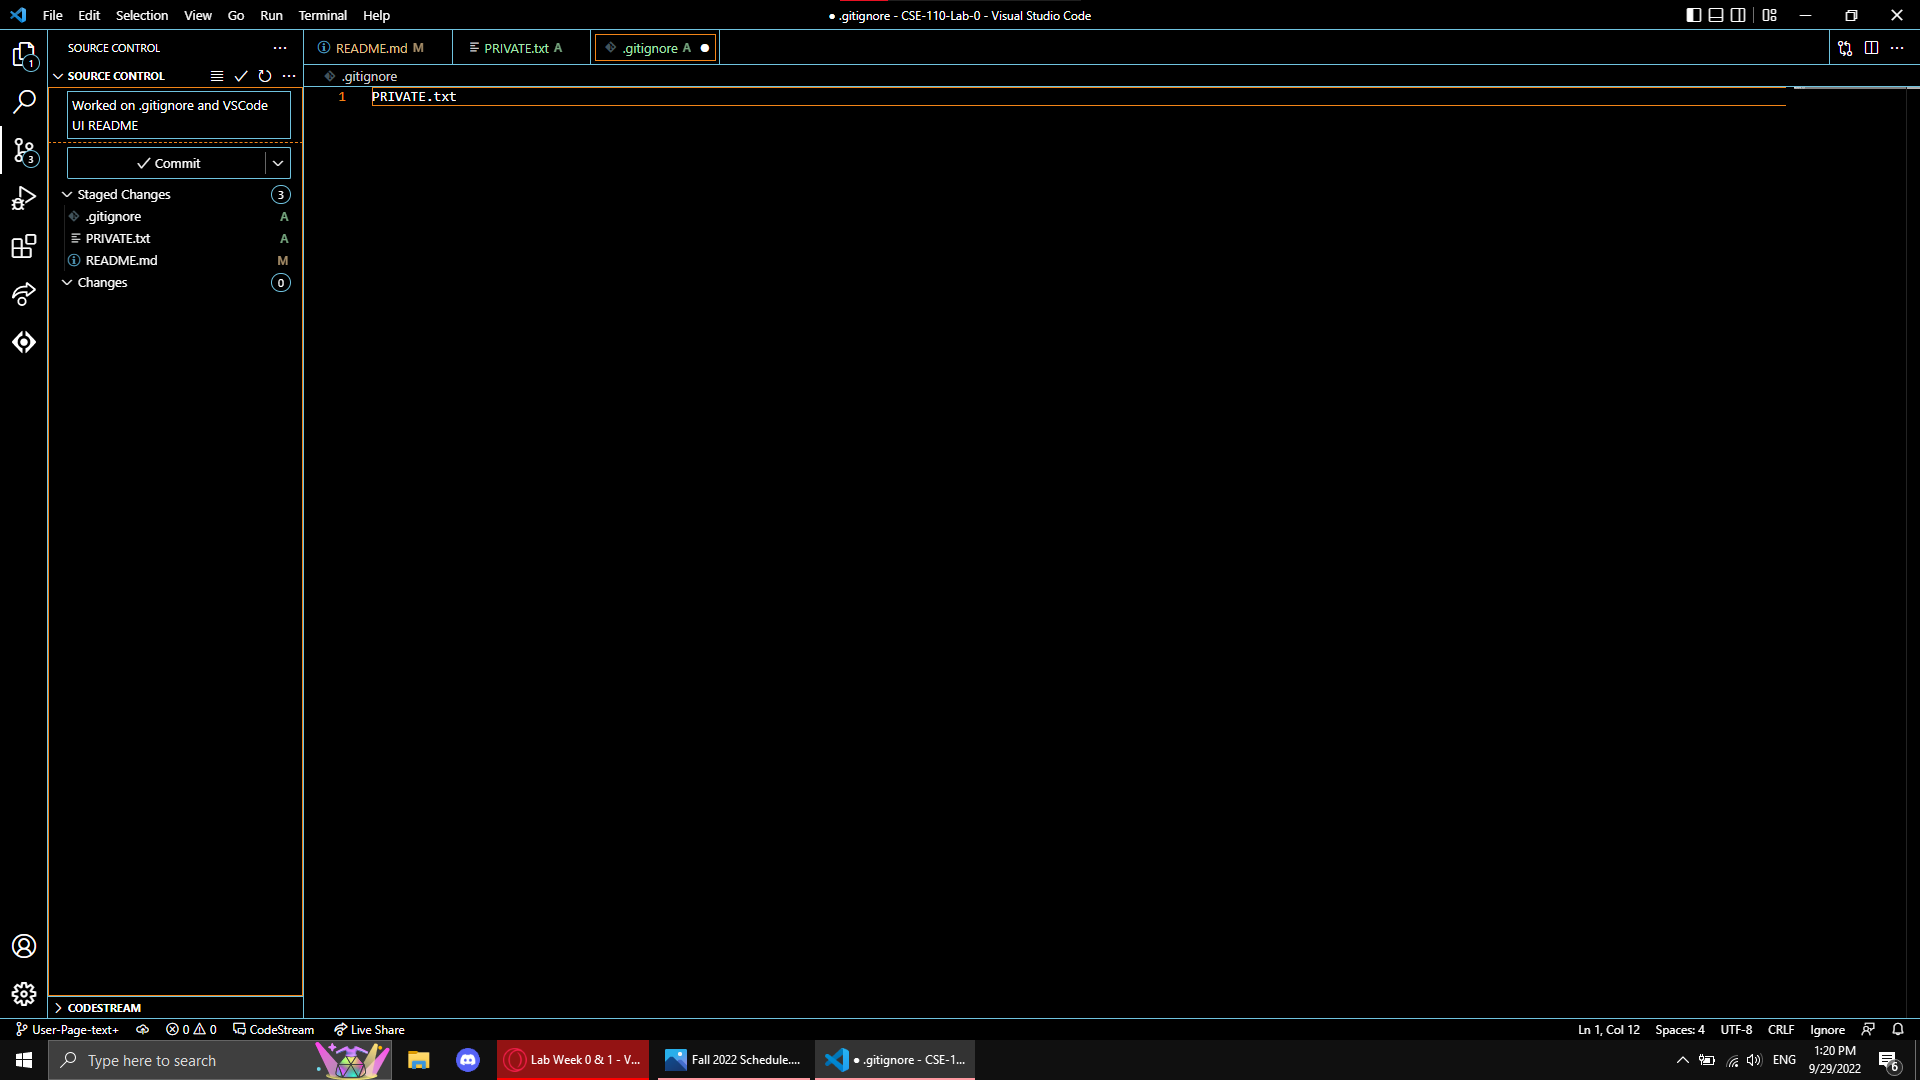 File Edit Selection View Go Run Terminal Help
● .gitignore - CSE-110-Lab-0 - Visual Studio Code
SOURCE CONTROL
README.md M
PRIVATE.txt A
.gitignore A
SOURCE CONTROL
.gitignore
1 PRIVATE.txt
Worked on .gitignore and VSCode
UI README
Commit
Staged Changes 3
.gitignore A
PRIVATE.txt A
README.md M
Changes 0
1
3
CODESTREAM
User-Page-text+ 0 0 CodeStream Live Share
Ln 1, Col 12 Spaces: 4 UTF-8 CRLF Ignore
Type here to search
Lab Week 0 & 1 - V...
Fall 2022 Schedule....
● .gitignore - CSE-1...
ENG
1:20 PM
9/29/2022
6